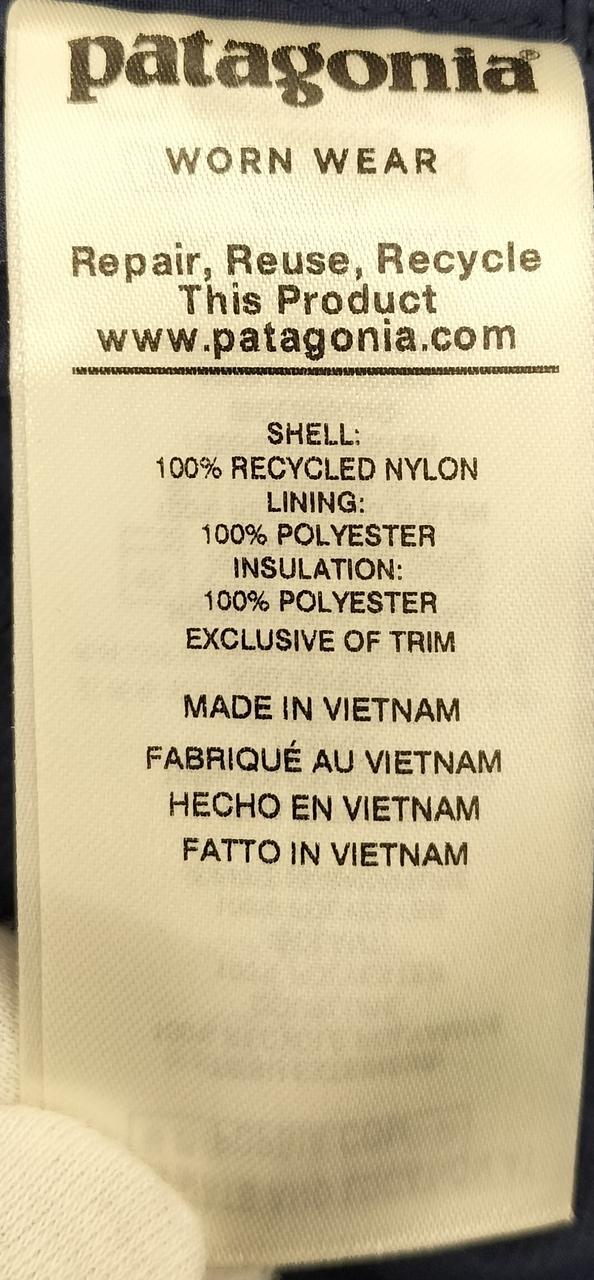 patagonia®
WORN WEAR
Repair, Reuse, Recycle
This Product
www.patagonia.com
SHELL:
100% RECYCLED NYLON
LINING:
100% POLYESTER
INSULATION:
100% POLYESTER
EXCLUSIVE OF TRIM
MADE IN VIETNAM
FABRIQUÉ AU VIETNAM
HECHO EN VIETNAM
FATTO IN VIETNAM